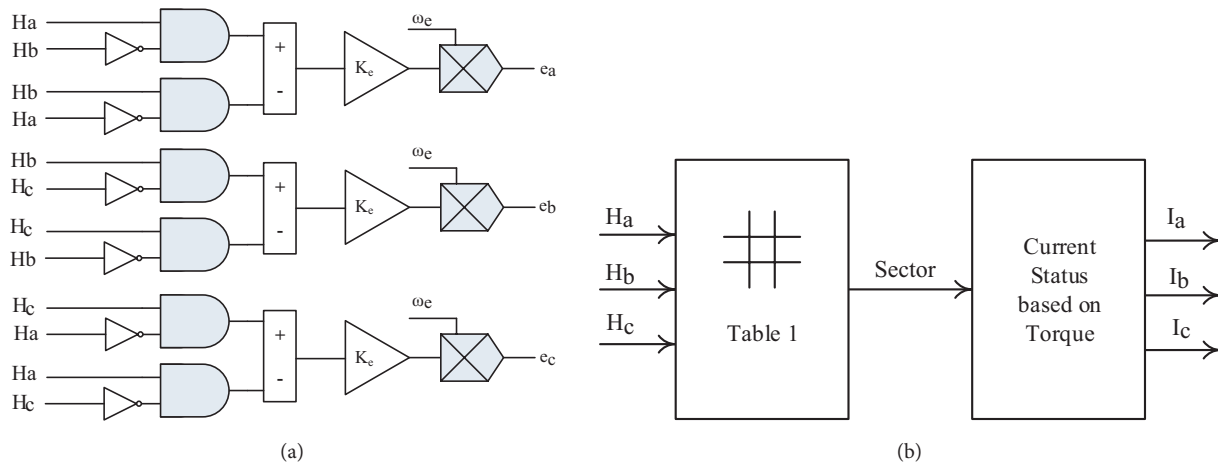 Ha
Hb
+
-
Ke
ωe
ea
Hb
Ha
Hb
Hc
+
-
Ke
ωe
eb
Hc
Hb
Hc
Ha
+
-
Ke
ωe
ec
Ha
Hc
(a)
Ha
Hb
Hc
Table 1
Sector
Current
Status
based on
Torque
Ia
Ib
Ic
(b)